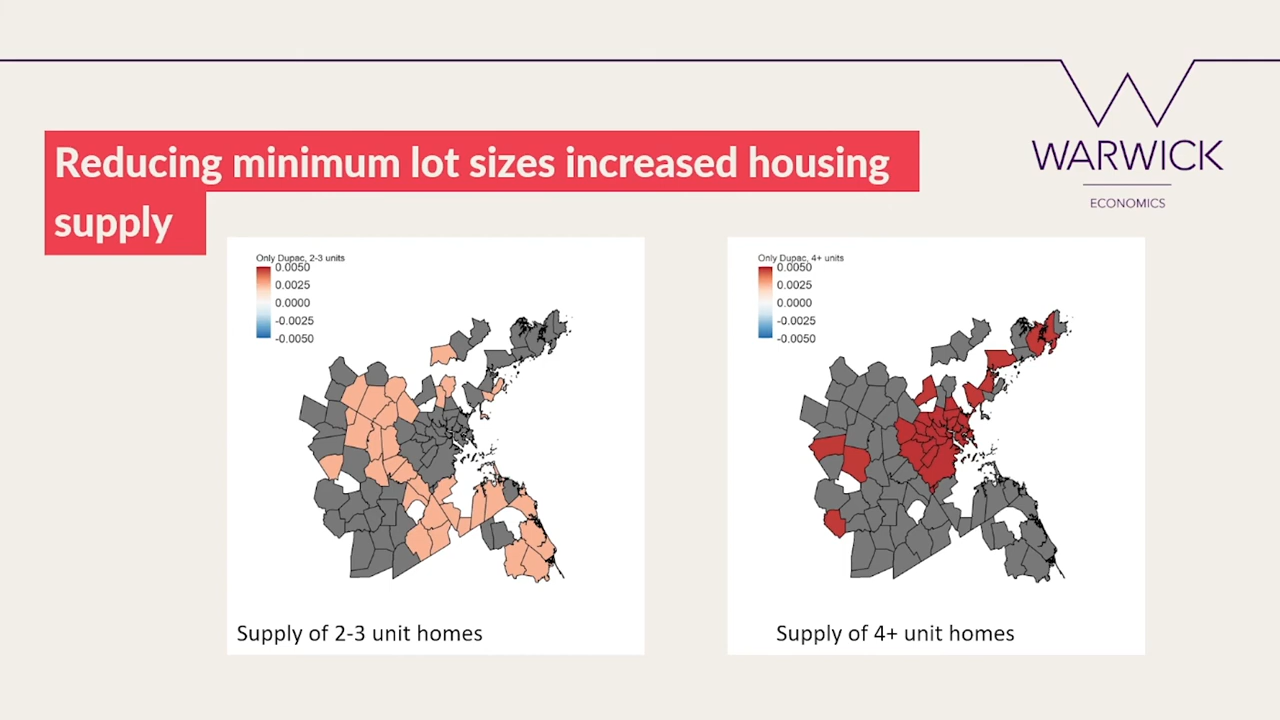 Reducing minimum lot sizes increased housing
supply
WARWICK
ECONOMICS
Only Dupac, 2-3 units
0.0050
0.0025
0.0000
-0.0025
-0.0050
Supply of 2-3 unit homes
Only Dupac, 4+ units
0.0050
0.0025
0.0000
-0.0025
-0.0050
Supply of 4+ unit homes